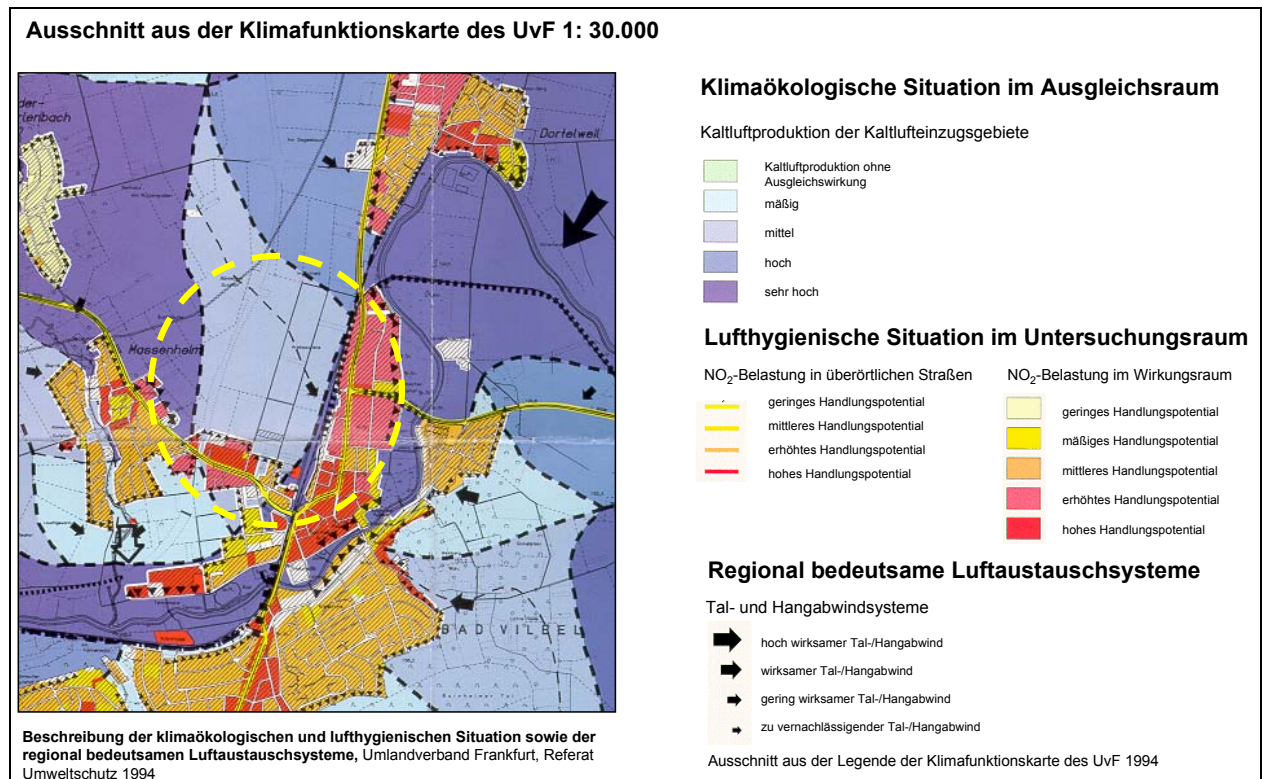 Ausschnitt aus der Klimafunktionskarte des UvF 1: 30.000
Dortelweil
Massenheim
BAD VILBEL
Beschreibung der klimaökologischen und lufthygienischen Situation sowie der
regional bedeutsamen Luftaustauschsysteme, Umlandverband Frankfurt, Referat
Umweltschutz 1994
Klimaökologische Situation im Ausgleichsraum
Kaltluftproduktion der Kaltlufteinzugsgebiete
Kaltluftproduktion ohne
Ausgleichswirkung
mäßig
mittel
hoch
sehr hoch
Lufthygienische Situation im Untersuchungsraum
NO2-Belastung in überörtlichen Straßen
geringes Handlungspotential
mittleres Handlungspotential
erhöhtes Handlungspotential
hohes Handlungspotential
NO2-Belastung im Wirkungsraum
geringes Handlungspotential
mäßiges Handlungspotential
mittleres Handlungspotential
erhöhtes Handlungspotential
hohes Handlungspotential
Regional bedeutsame Luftaustauschsysteme
Tal- und Hangabwindsysteme
hoch wirksamer Tal-/Hangabwind
wirksamer Tal-/Hangabwind
gering wirksamer Tal-/Hangabwind
zu vernachlässigender Tal-/Hangabwind
Ausschnitt aus der Legende der Klimafunktionskarte des UvF 1994